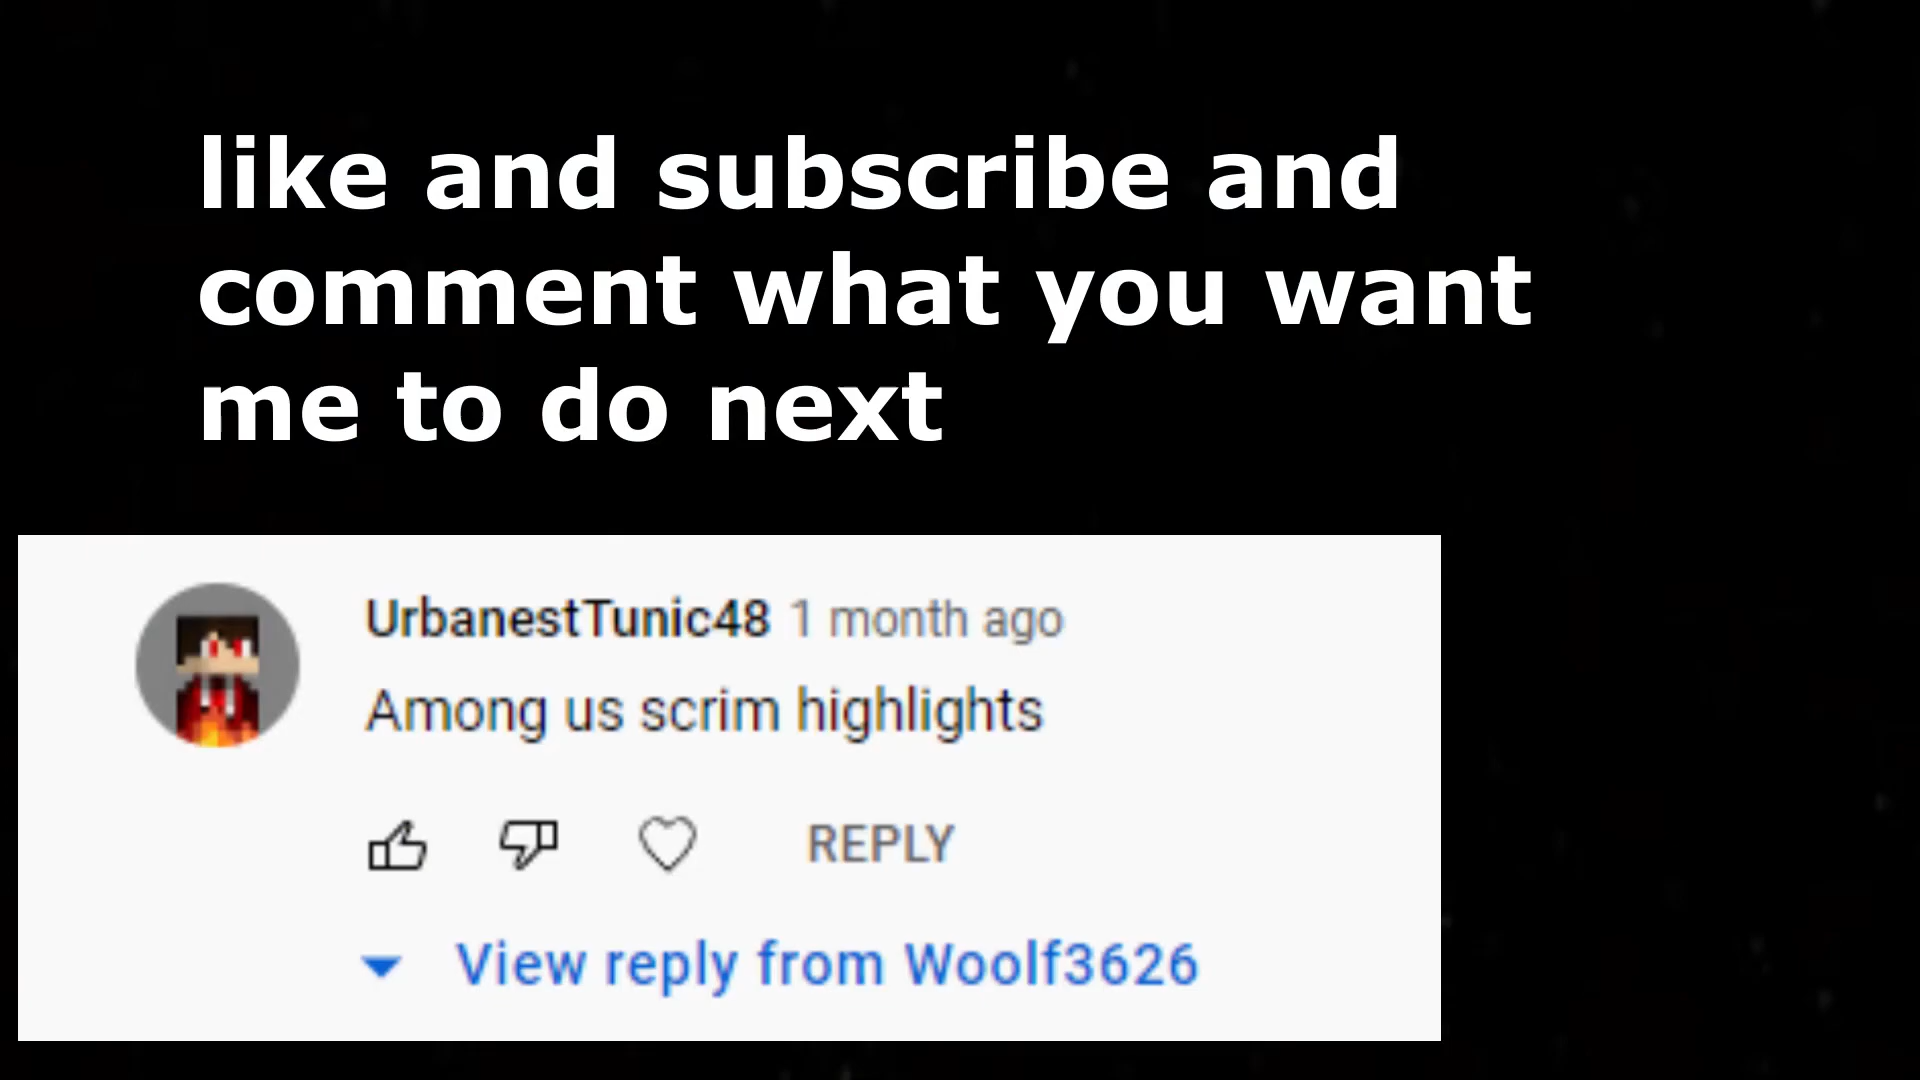 like and subscribe and
comment what you want
me to do next
UrbanestTunic48 1 month ago
Among us scrim highlights
REPLY
View reply from Woolf3626